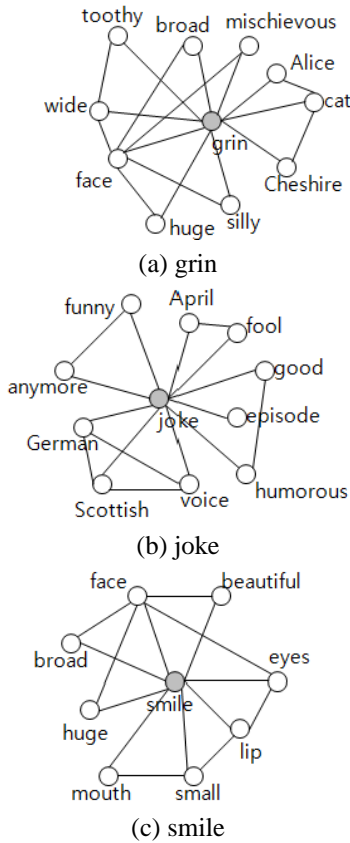 toothy
broad
mischievous
Alice
wide
cat
grin
face
Cheshire
silly
huge
(a) grin
April
funny
fool
good
anymore
episode
joke
German
humorous
voice
Scottish
(b) joke
face
beautiful
eyes
broad
smile
huge
lip
mouth
small
(c) smile